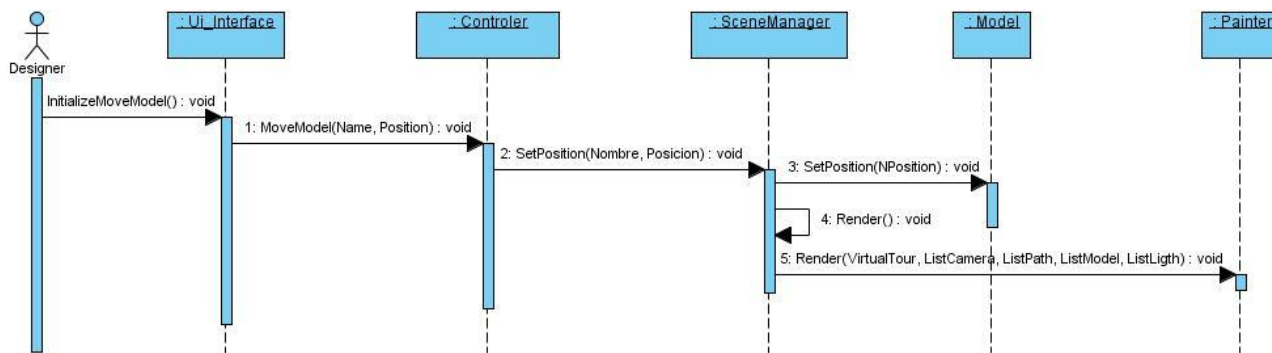 : Ui_Interface
: Controler
: SceneManager
: Model
: Painter
Designer
InitializeMoveModel() : void
1: MoveModel(Name, Position) : void
2: SetPosition(Nombre, Posicion) : void
3: SetPosition(NPosition) : void
4: Render() : void
5: Render(VirtualTour, ListCamera, ListPath, ListModel, ListLigth) : void